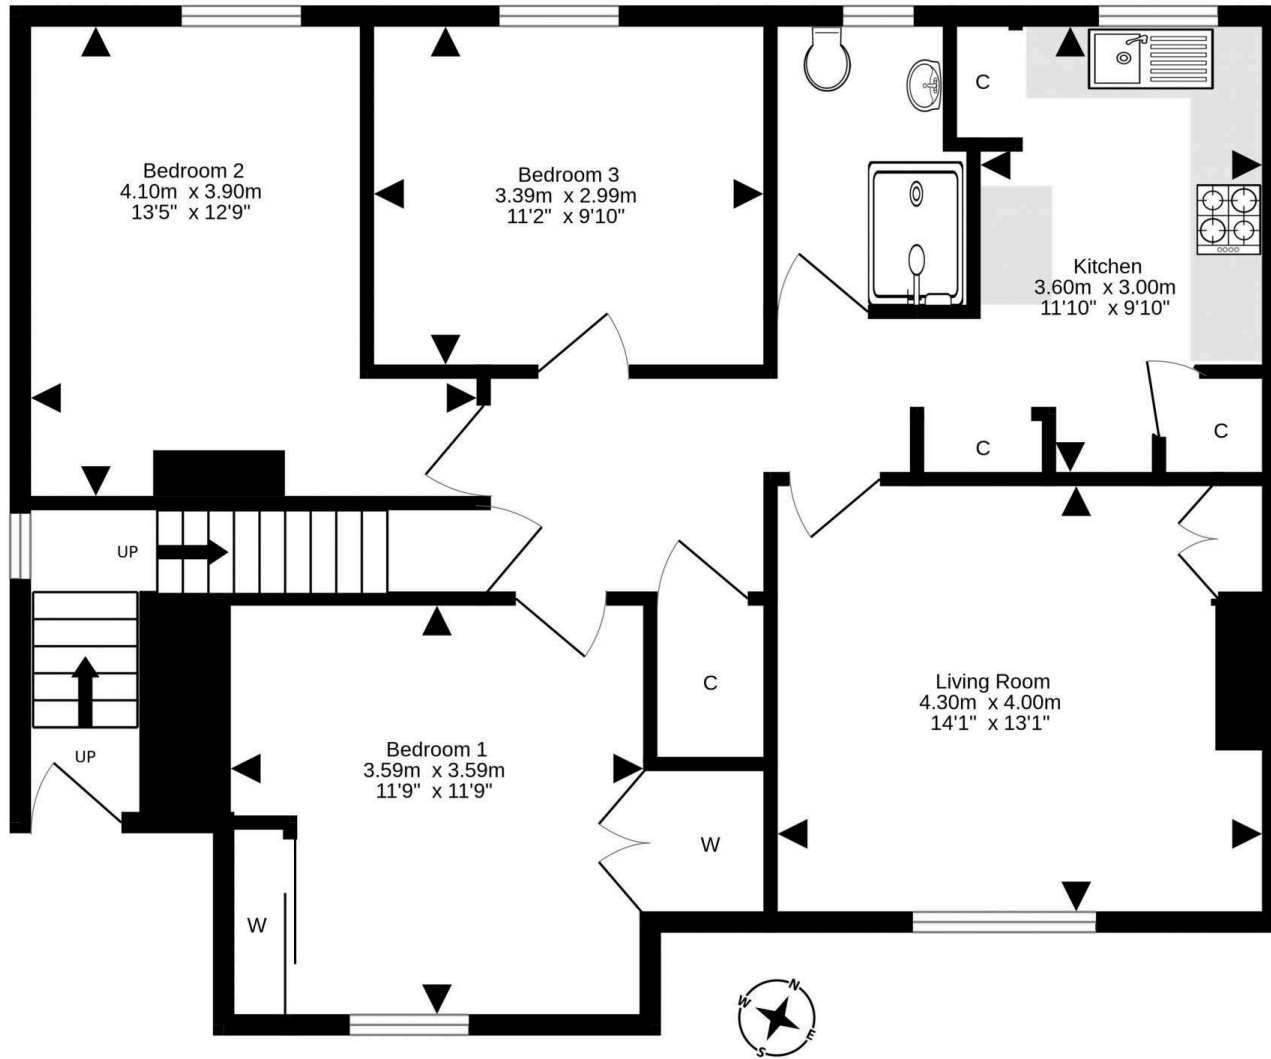 Bedroom 2
4.10m x 3.90m
13'5" x 12'9"
Bedroom 3
3.39m x 2.99m
11'2" x 9'10"
C
Kitchen
3.60m x 3.00m
11'10" x 9'10"
C
C
UP
UP
Bedroom 1
3.59m x 3.59m
11'9" x 11'9"
C
W
W
Living Room
4.30m x 4.00m
14'1" x 13'1"
N
W
E
S